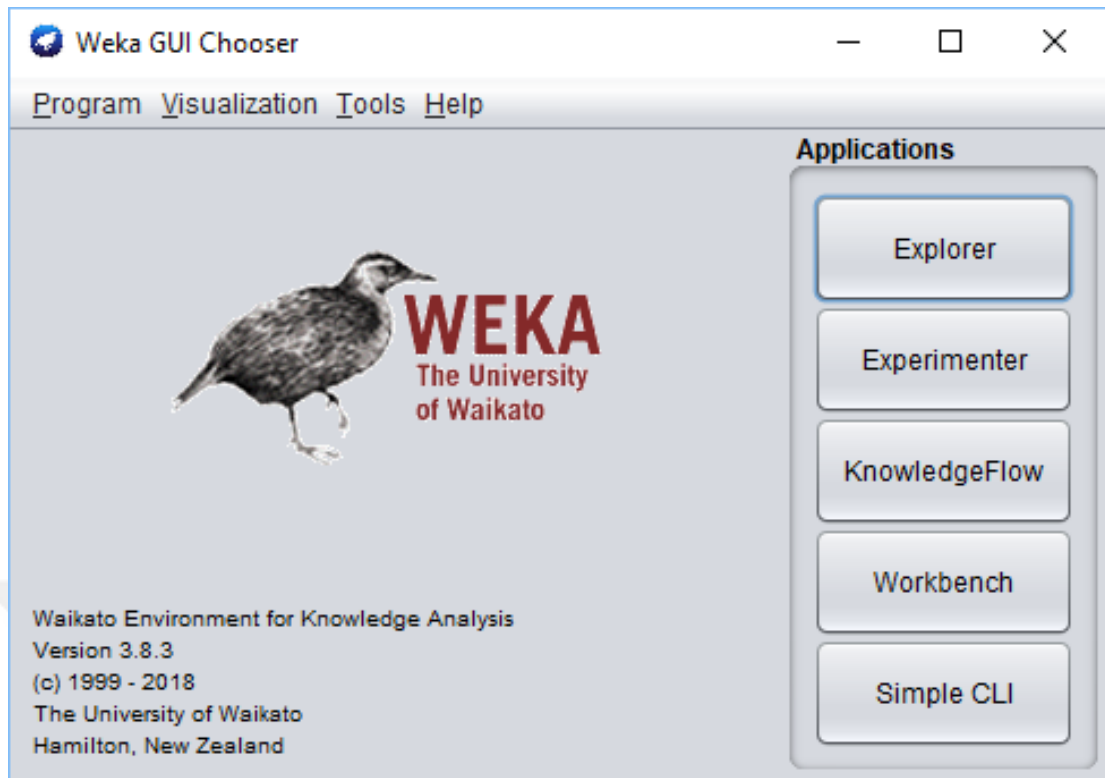 Weka GUI Chooser
Program Visualization Tools Help
Applications
Explorer
Experimenter
KnowledgeFlow
Workbench
Simple CLI
WEKA
The University
of Waikato
Waikato Environment for Knowledge Analysis
Version 3.8.3
(c) 1999 - 2018
The University of Waikato
Hamilton, New Zealand